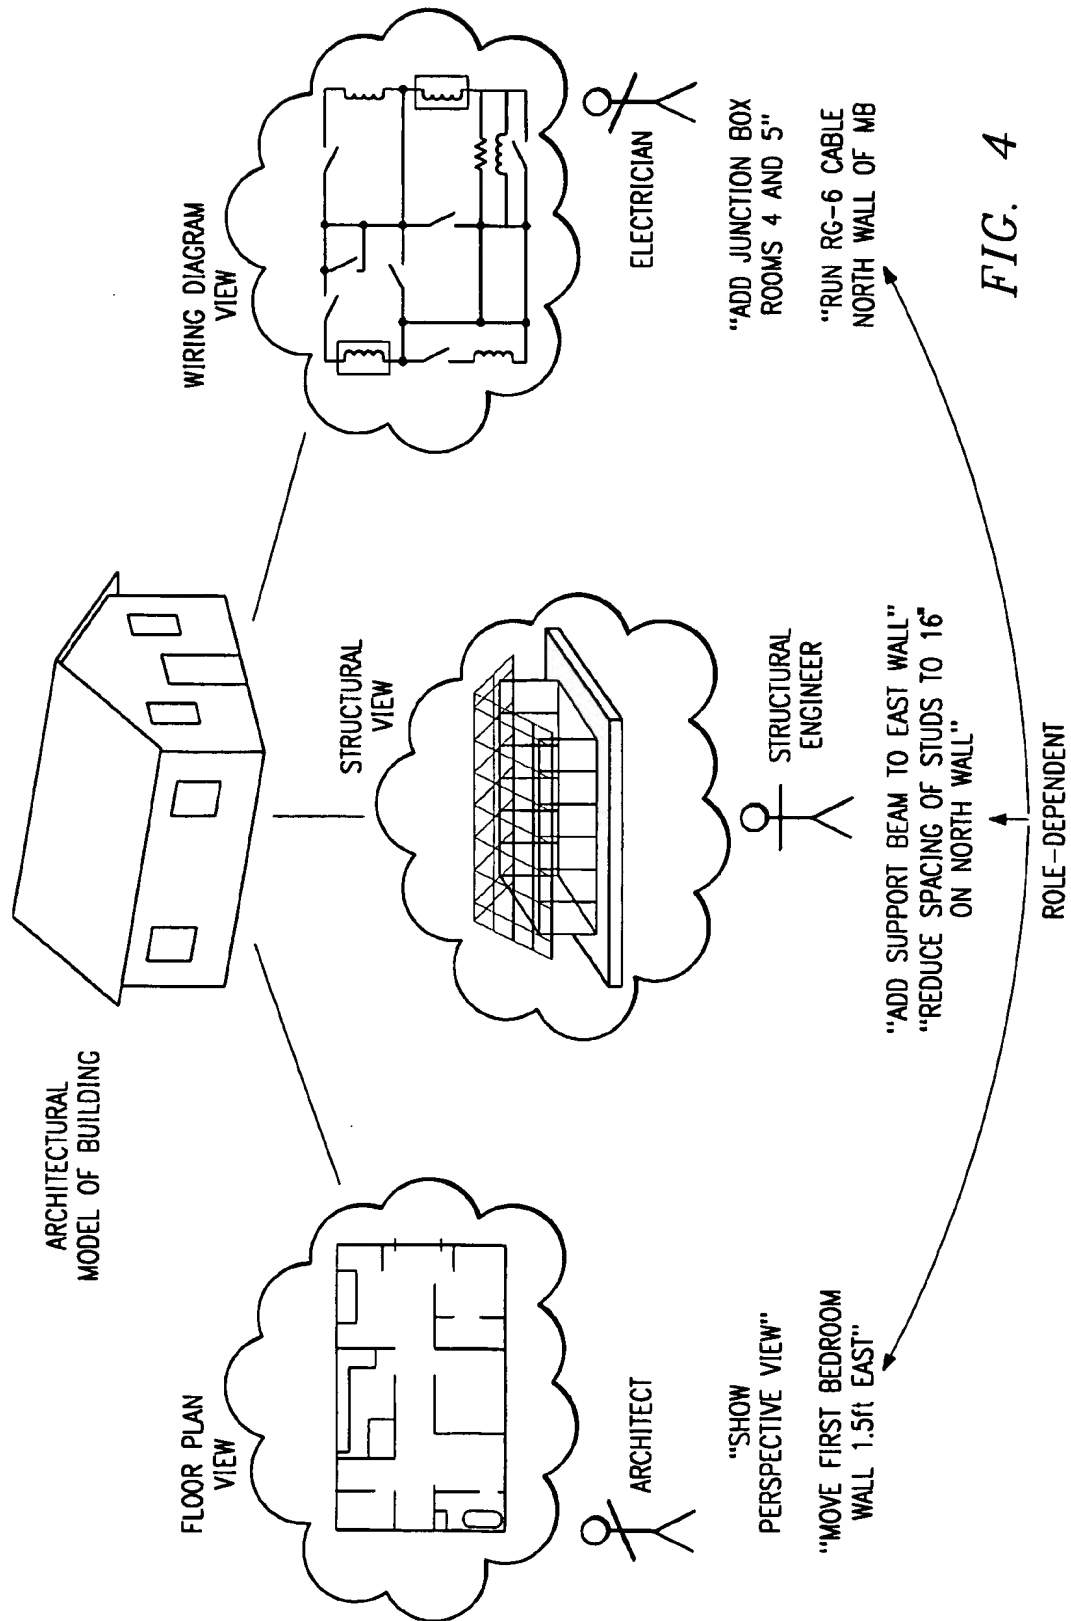 ARCHITECTURAL
MODEL OF BUILDING
FLOOR PLAN
VIEW
STRUCTURAL
VIEW
WIRING DIAGRAM
VIEW
ARCHITECT
STRUCTURAL
ENGINEER
ELECTRICIAN
"SHOW
PERSPECTIVE VIEW"
"MOVE FIRST BEDROOM
WALL 1.5ft EAST"
"ADD SUPPORT BEAM TO EAST WALL"
"REDUCE SPACING OF STUDS TO 16"
ON NORTH WALL"
"ADD JUNCTION BOX
ROOMS 4 AND 5"
"RUN RG-6 CABLE
NORTH WALL OF MB
ROLE-DEPENDENT
FIG. 4